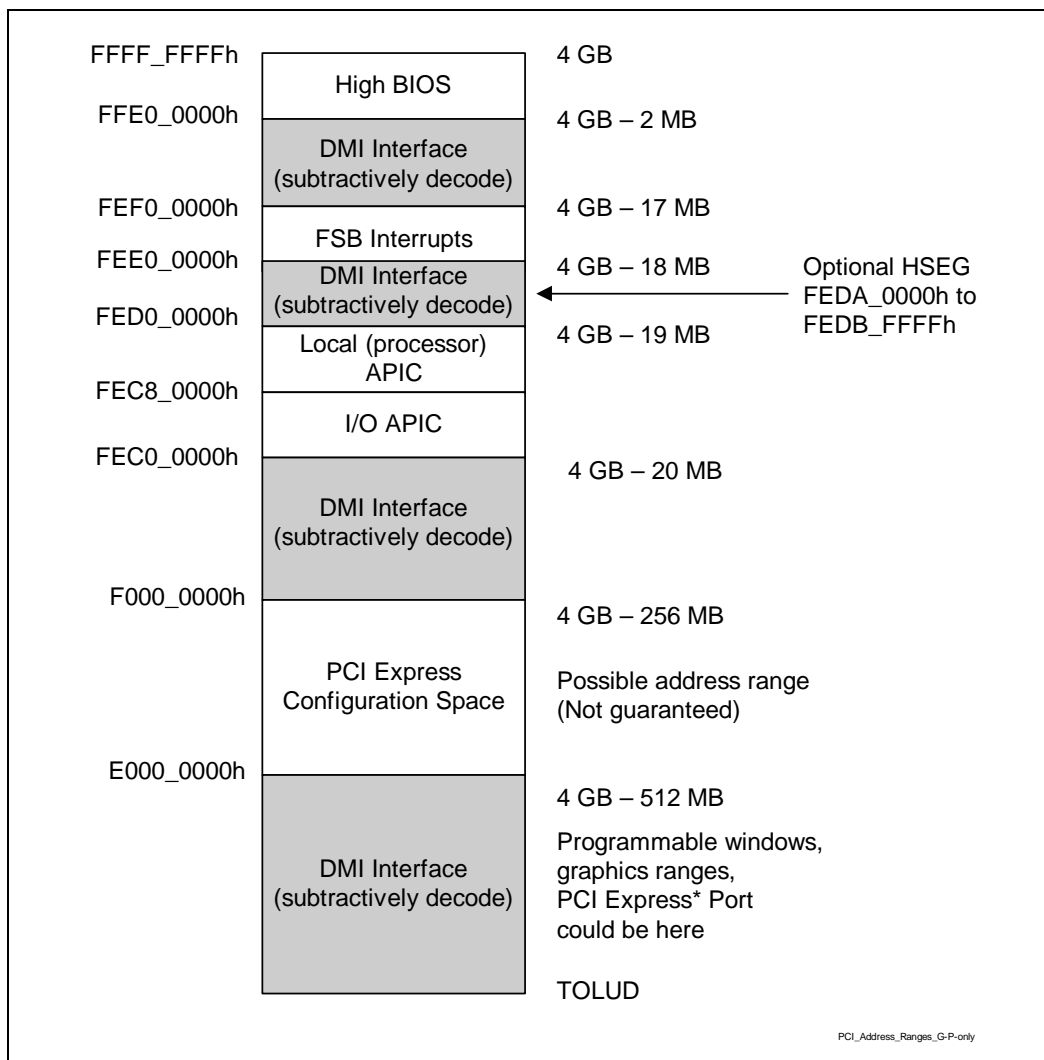 FFFF_FFFFh
4 GB
High BIOS
FFE0_0000h
4 GB – 2 MB
DMI Interface
(subtractively decode)
FEF0_0000h
4 GB – 17 MB
FSB Interrupts
FEE0_0000h
4 GB – 18 MB
DMI Interface
(subtractively decode)
Optional HSEG
FEDA_0000h to
FEDB_FFFFh
FED0_0000h
4 GB – 19 MB
Local (processor)
APIC
FEC8_0000h
I/O APIC
FEC0_0000h
4 GB – 20 MB
DMI Interface
(subtractively decode)
F000_0000h
4 GB – 256 MB
PCI Express
Configuration Space
Possible address range
(Not guaranteed)
E000_0000h
4 GB – 512 MB
DMI Interface
(subtractively decode)
Programmable windows,
graphics ranges,
PCI Express* Port
could be here
TOLUD
PCI_Address_Ranges_G-P-only